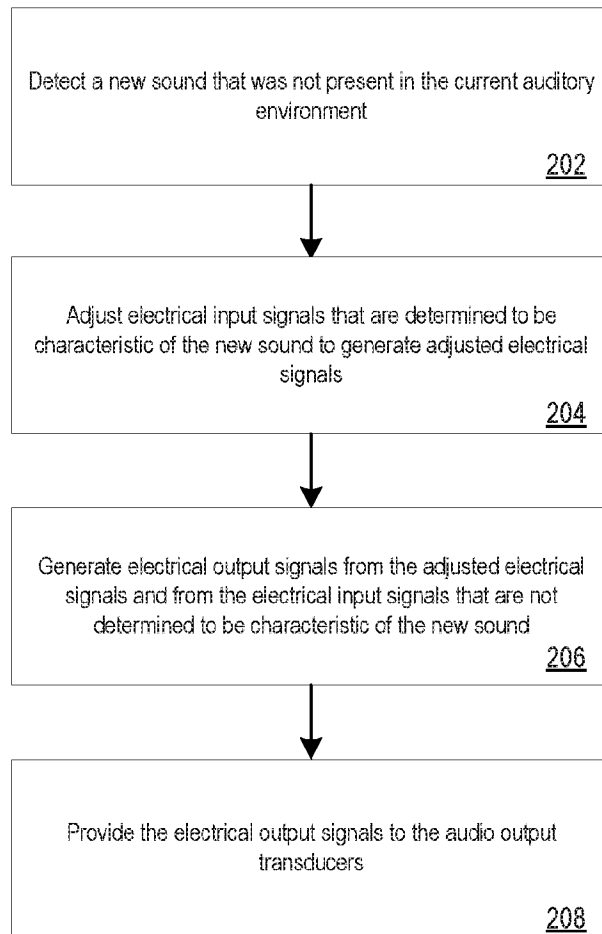 Detect a new sound that was not present in the current auditory
environment
202
Adjust electrical input signals that are determined to be
characteristic of the new sound to generate adjusted electrical
signals
204
Generate electrical output signals from the adjusted electrical
signals and from the electrical input signals that are not
determined to be characteristic of the new sound
206
Provide the electrical output signals to the audio output
transducers
208